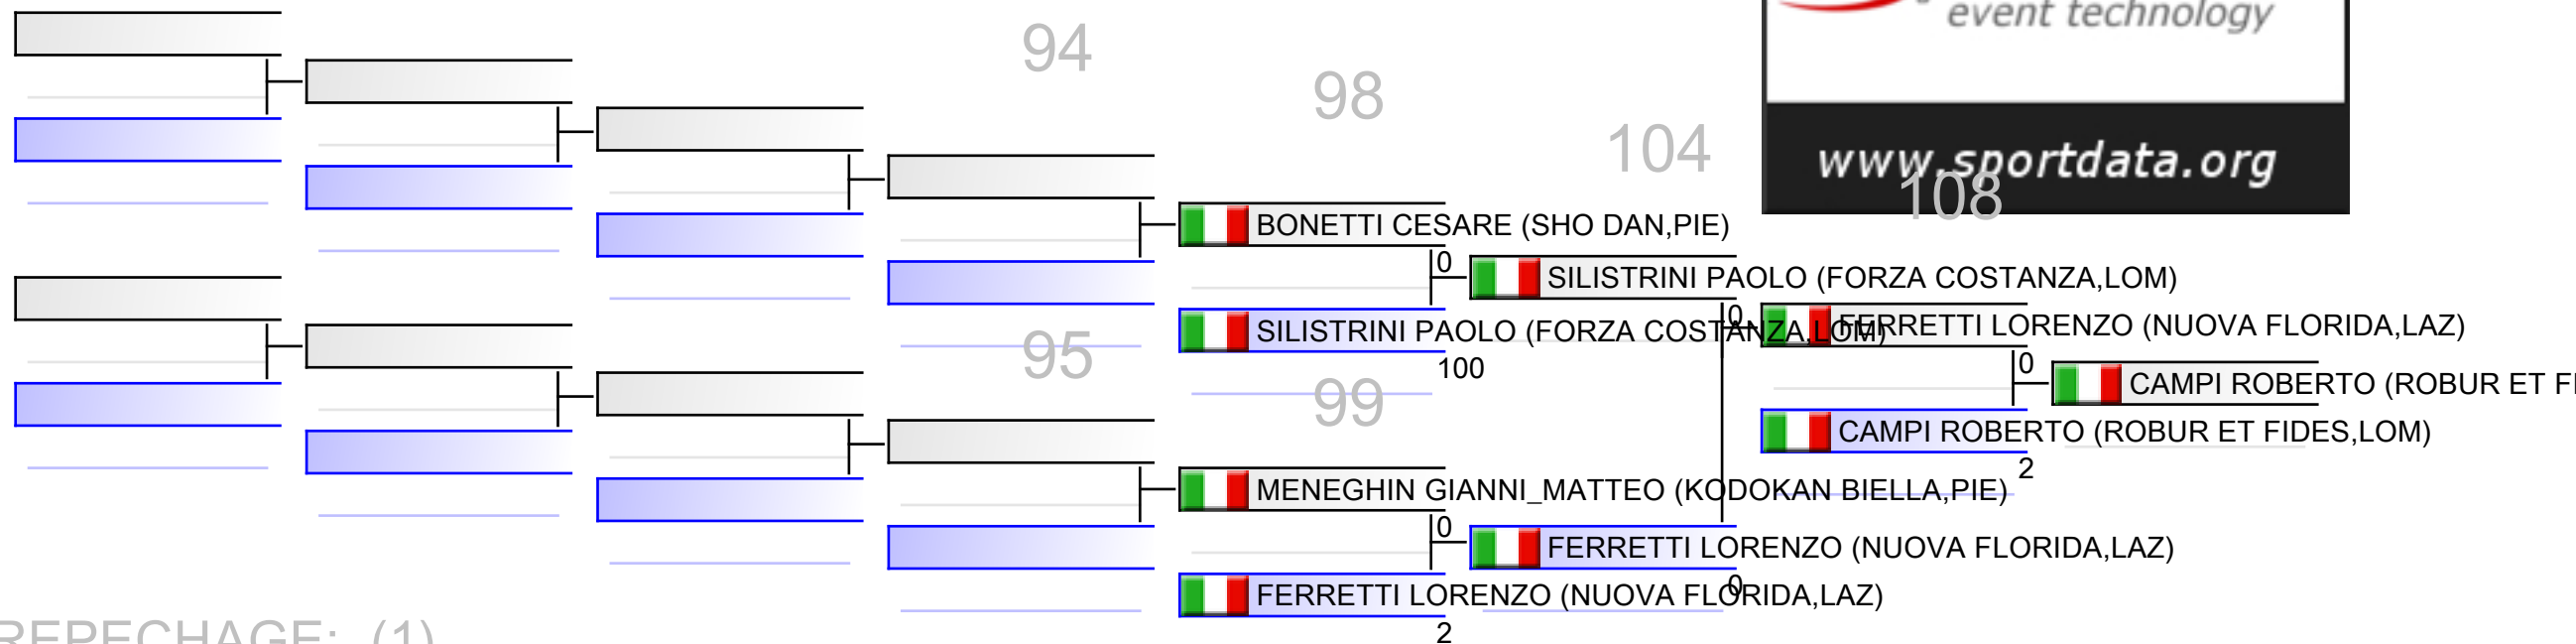 event technology
94
98
104
www.sportdata.org
108
BONETTI CESARE (SHO DAN,PIE)
0
SILISTRINI PAOLO (FORZA COSTANZA,LOM)
0
FERRETTI LORENZO (NUOVA FLORIDA,LAZ)
SILISTRINI PAOLO (FORZA COSTANZA,LOM)
95
100
0
CAMPI ROBERTO (ROBUR ET FI
99
CAMPI ROBERTO (ROBUR ET FIDES,LOM)
2
MENEGHIN GIANNI_MATTEO (KODOKAN BIELLA,PIE)
0
FERRETTI LORENZO (NUOVA FLORIDA,LAZ)
0
FERRETTI LORENZO (NUOVA FLORIDA,LAZ)
2
REPECHAGE: (1)